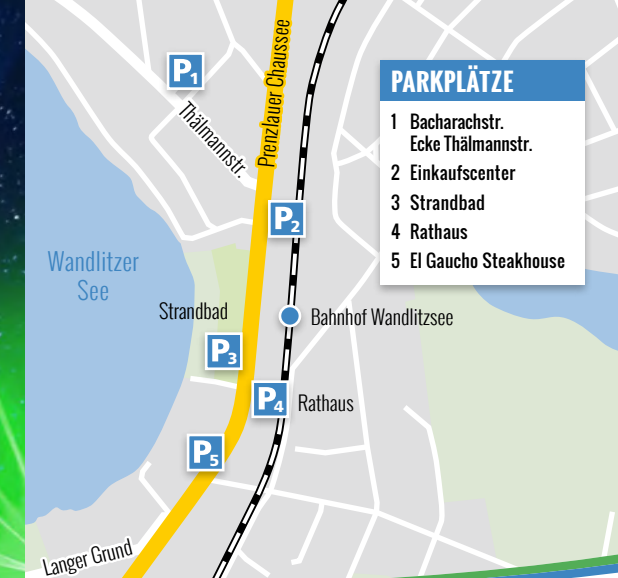 P1
Thälmannstr.
Prenzlauer Chaussee
PARKPLÄTZE
1 Bacharachstr.
Ecke Thälmannstr.
2 Einkaufscenter
3 Strandbad
4 Rathaus
5 El Gaucho Steakhouse
P2
Wandlitzer
See
Strandbad
Bahnhof Wandlitzsee
P3
P4
Rathaus
P5
Langer Grund